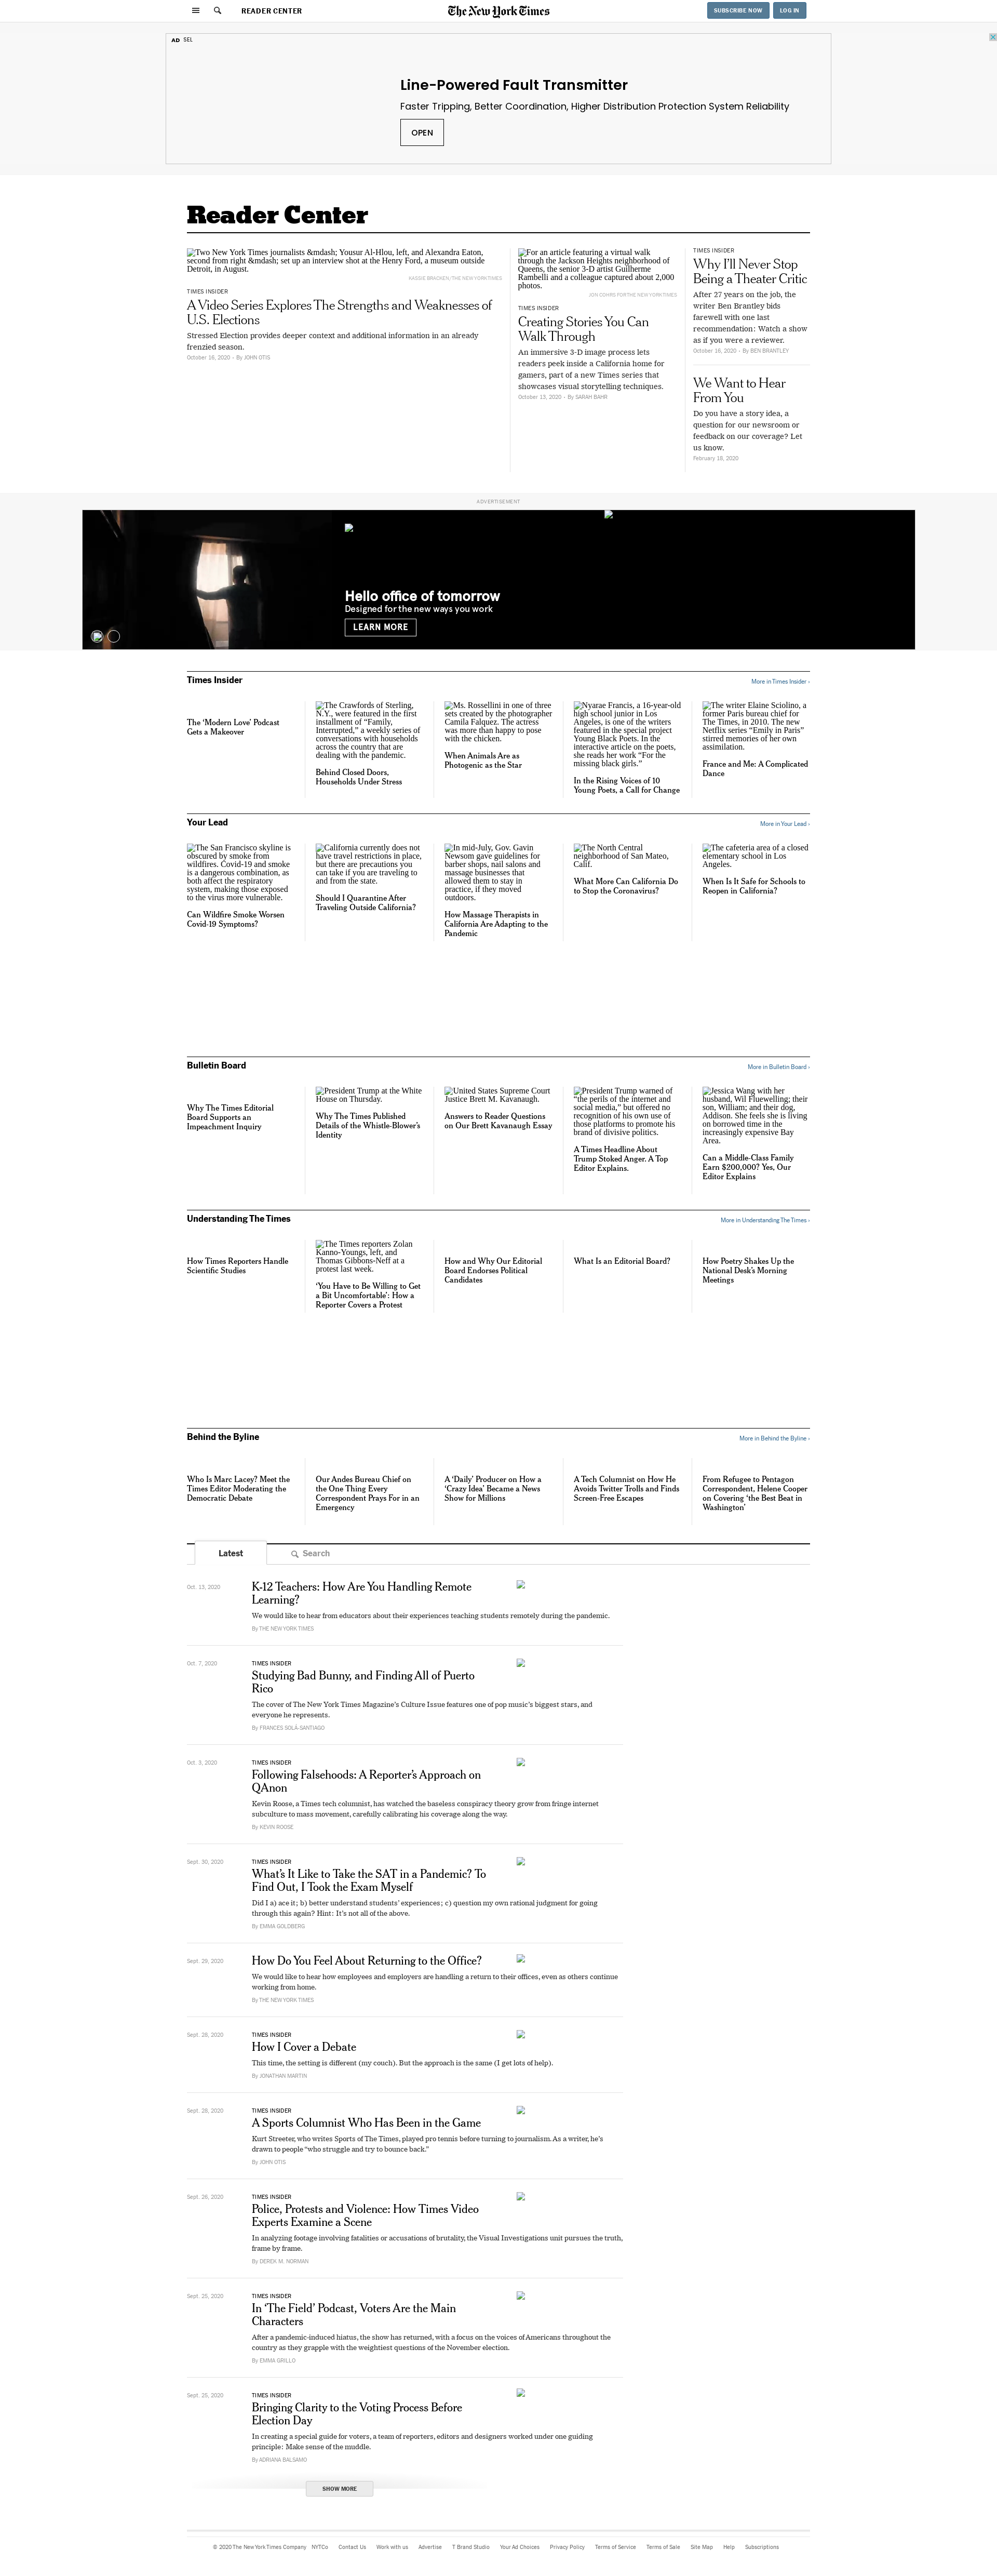 READER CENTER
The New York Times
SUBSCRIBE NOW
LOG IN
AD SEL
Line-Powered Fault Transmitter
Faster Tripping, Better Coordination, Higher Distribution Protection System Reliability
OPEN
Reader Center
Two New York Times journalists &mdash; Yousur Al-Hlou, left, and Alexandra Eaton,
second from right &mdash; set up an interview shot at the Henry Ford, a museum outside
Detroit, in August.
KASSIE BRACKEN/THE NEW YORK TIMES
TIMES INSIDER
A Video Series Explores The Strengths and Weaknesses of
U.S. Elections
Stressed Election provides deeper context and additional information in an already
frenzied season.
October 16, 2020 - By JOHN OTIS
For an article featuring a virtual walk
through the Jackson Heights neighborhood of
Queens, the senior 3-D artist Guilherme
Rambelli and a colleague captured about 2,000
photos.
JON COHRS FOR THE NEW YORK TIMES
TIMES INSIDER
Creating Stories You Can
Walk Through
An immersive 3-D image process lets
readers peek inside a California home for
gamers, part of a new Times series that
showcases visual storytelling techniques.
October 13, 2020 - By SARAH BAHR
TIMES INSIDER
Why I'll Never Stop
Being a Theater Critic
After 27 years on the job, the
writer Ben Brantley bids
farewell with one last
recommendation: Watch a show
as if you were a reviewer.
October 16, 2020 - By BEN BRANTLEY
We Want to Hear
From You
Do you have a story idea, a
question for our newsroom or
feedback on our coverage? Let
us know.
February 18, 2020
ADVERTISEMENT
Hello office of tomorrow
Designed for the new ways you work
LEARN MORE
Times Insider
More in Times Insider ›
The ‘Modern Love’ Podcast
Gets a Makeover
The Crawfords of Sterling,
N.Y., were featured in the first
installment of “Family,
Interrupted,” a weekly series of
conversations with households
across the country that are
dealing with the pandemic.
Behind Closed Doors,
Households Under Stress
Ms. Rossellini in one of three
sets created by the photographer
Camila Falquez. The actress
was more than happy to pose
with the chicken.
When Animals Are as
Photogenic as the Star
Nyarae Francis, a 16-year-old
high school junior in Los
Angeles, is one of the writers
featured in the special project
Young Black Poets. In the
interactive article on the poets,
she reads her work “For the
missing black girls.”
In the Rising Voices of 10
Young Poets, a Call for Change
The writer Elaine Sciolino, a
former Paris bureau chief for
The Times, in 2010. The new
Netflix series “Emily in Paris”
stirred memories of her own
assimilation.
France and Me: A Complicated
Dance
Your Lead
More in Your Lead ›
The San Francisco skyline is
obscured by smoke from
wildfires. Covid-19 and smoke
is a dangerous combination, as
both affect the respiratory
system, making those exposed
to the virus more vulnerable.
Can Wildfire Smoke Worsen
Covid-19 Symptoms?
California currently does not
have travel restrictions in place,
but there are precautions you
can take if you are traveling to
and from the state.
Should I Quarantine After
Traveling Outside California?
In mid-July, Gov. Gavin
Newsom gave guidelines for
barber shops, nail salons and
massage businesses that
allowed them to stay in
practice, if they moved
outdoors.
How Massage Therapists in
California Are Adapting to the
Pandemic
The North Central
neighborhood of San Mateo,
Calif.
What More Can California Do
to Stop the Coronavirus?
The cafeteria area of a closed
elementary school in Los
Angeles.
When Is It Safe for Schools to
Reopen in California?
Bulletin Board
More in Bulletin Board ›
Why The Times Editorial
Board Supports an
Impeachment Inquiry
President Trump at the White
House on Thursday.
Why The Times Published
Details of the Whistle-Blower’s
Identity
United States Supreme Court
Justice Brett M. Kavanaugh.
Answers to Reader Questions
on Our Brett Kavanaugh Essay
President Trump warned of
“the perils of the internet and
social media,” but offered no
recognition of his own use of
those platforms to promote his
brand of divisive politics.
A Times Headline About
Trump Stoked Anger. A Top
Editor Explains.
Jessica Wang with her
husband, Wil Fluewelling; their
son, William; and their dog,
Addison. She feels she is living
on borrowed time in the
increasingly expensive Bay
Area.
Can a Middle-Class Family
Earn $200,000? Yes, Our
Editor Explains
Understanding The Times
More in Understanding The Times ›
How Times Reporters Handle
Scientific Studies
The Times reporters Zolan
Kanno-Youngs, left, and
Thomas Gibbons-Neff at a
protest last week.
‘You Have to Be Willing to Get
a Bit Uncomfortable’: How a
Reporter Covers a Protest
How and Why Our Editorial
Board Endorses Political
Candidates
What Is an Editorial Board?
How Poetry Shakes Up the
National Desk’s Morning
Meetings
Behind the Byline
More in Behind the Byline ›
Who Is Marc Lacey? Meet the
Times Editor Moderating the
Democratic Debate
Our Andes Bureau Chief on
the One Thing Every
Correspondent Prays For in an
Emergency
A ‘Daily’ Producer on How a
‘Crazy Idea’ Became a News
Show for Millions
A Tech Columnist on How He
Avoids Twitter Trolls and Finds
Screen-Free Escapes
From Refugee to Pentagon
Correspondent, Helene Cooper
on Covering ‘the Best Beat in
Washington’
Latest
Search
Oct. 13, 2020
K-12 Teachers: How Are You Handling Remote
Learning?
We would like to hear from educators about their experiences teaching students remotely during the pandemic.
By THE NEW YORK TIMES
Oct. 7, 2020
TIMES INSIDER
Studying Bad Bunny, and Finding All of Puerto
Rico
The cover of The New York Times Magazine’s Culture Issue features one of pop music’s biggest stars, and
everyone he represents.
By FRANCES SOLÁ-SANTIAGO
Oct. 3, 2020
TIMES INSIDER
Following Falsehoods: A Reporter’s Approach on
QAnon
Kevin Roose, a Times tech columnist, has watched the baseless conspiracy theory grow from fringe internet
subculture to mass movement, carefully calibrating his coverage along the way.
By KEVIN ROOSE
Sept. 30, 2020
TIMES INSIDER
What’s It Like to Take the SAT in a Pandemic? To
Find Out, I Took the Exam Myself
Did I a) ace it; b) better understand students’ experiences; c) question my own rational judgment for going
through this again? Hint: It’s not all of the above.
By EMMA GOLDBERG
Sept. 29, 2020
How Do You Feel About Returning to the Office?
We would like to hear how employees and employers are handling a return to their offices, even as others continue
working from home.
By THE NEW YORK TIMES
Sept. 28, 2020
TIMES INSIDER
How I Cover a Debate
This time, the setting is different (my couch). But the approach is the same (I get lots of help).
By JONATHAN MARTIN
Sept. 28, 2020
TIMES INSIDER
A Sports Columnist Who Has Been in the Game
Kurt Streeter, who writes Sports of The Times, played pro tennis before turning to journalism. As a writer, he’s
drawn to people “who struggle and try to bounce back.”
By JOHN OTIS
Sept. 26, 2020
TIMES INSIDER
Police, Protests and Violence: How Times Video
Experts Examine a Scene
In analyzing footage involving fatalities or accusations of brutality, the Visual Investigations unit pursues the truth,
frame by frame.
By DEREK M. NORMAN
Sept. 25, 2020
TIMES INSIDER
In ‘The Field’ Podcast, Voters Are the Main
Characters
After a pandemic-induced hiatus, the show has returned, with a focus on the voices of Americans throughout the
country as they grapple with the weightiest questions of the November election.
By EMMA GRILLO
Sept. 25, 2020
TIMES INSIDER
Bringing Clarity to the Voting Process Before
Election Day
In creating a special guide for voters, a team of reporters, editors and designers worked under one guiding
principle: Make sense of the muddle.
By ADRIANA BALSAMO
SHOW MORE
© 2020 The New York Times Company NYTCo Contact Us Work with us Advertise T Brand Studio Your Ad Choices Privacy Policy Terms of Service Terms of Sale Site Map Help Subscriptions